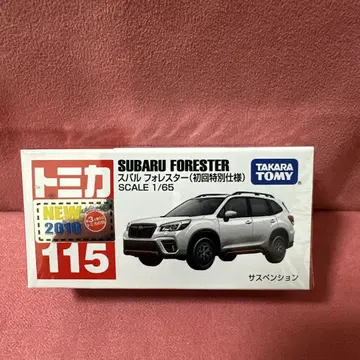 トミカ
SUBARU FORESTER
スバル フォレスター(初回特別仕様)
SCALE 1/65
TAKARA
TOMY
NEW
2019
115
サスペンション